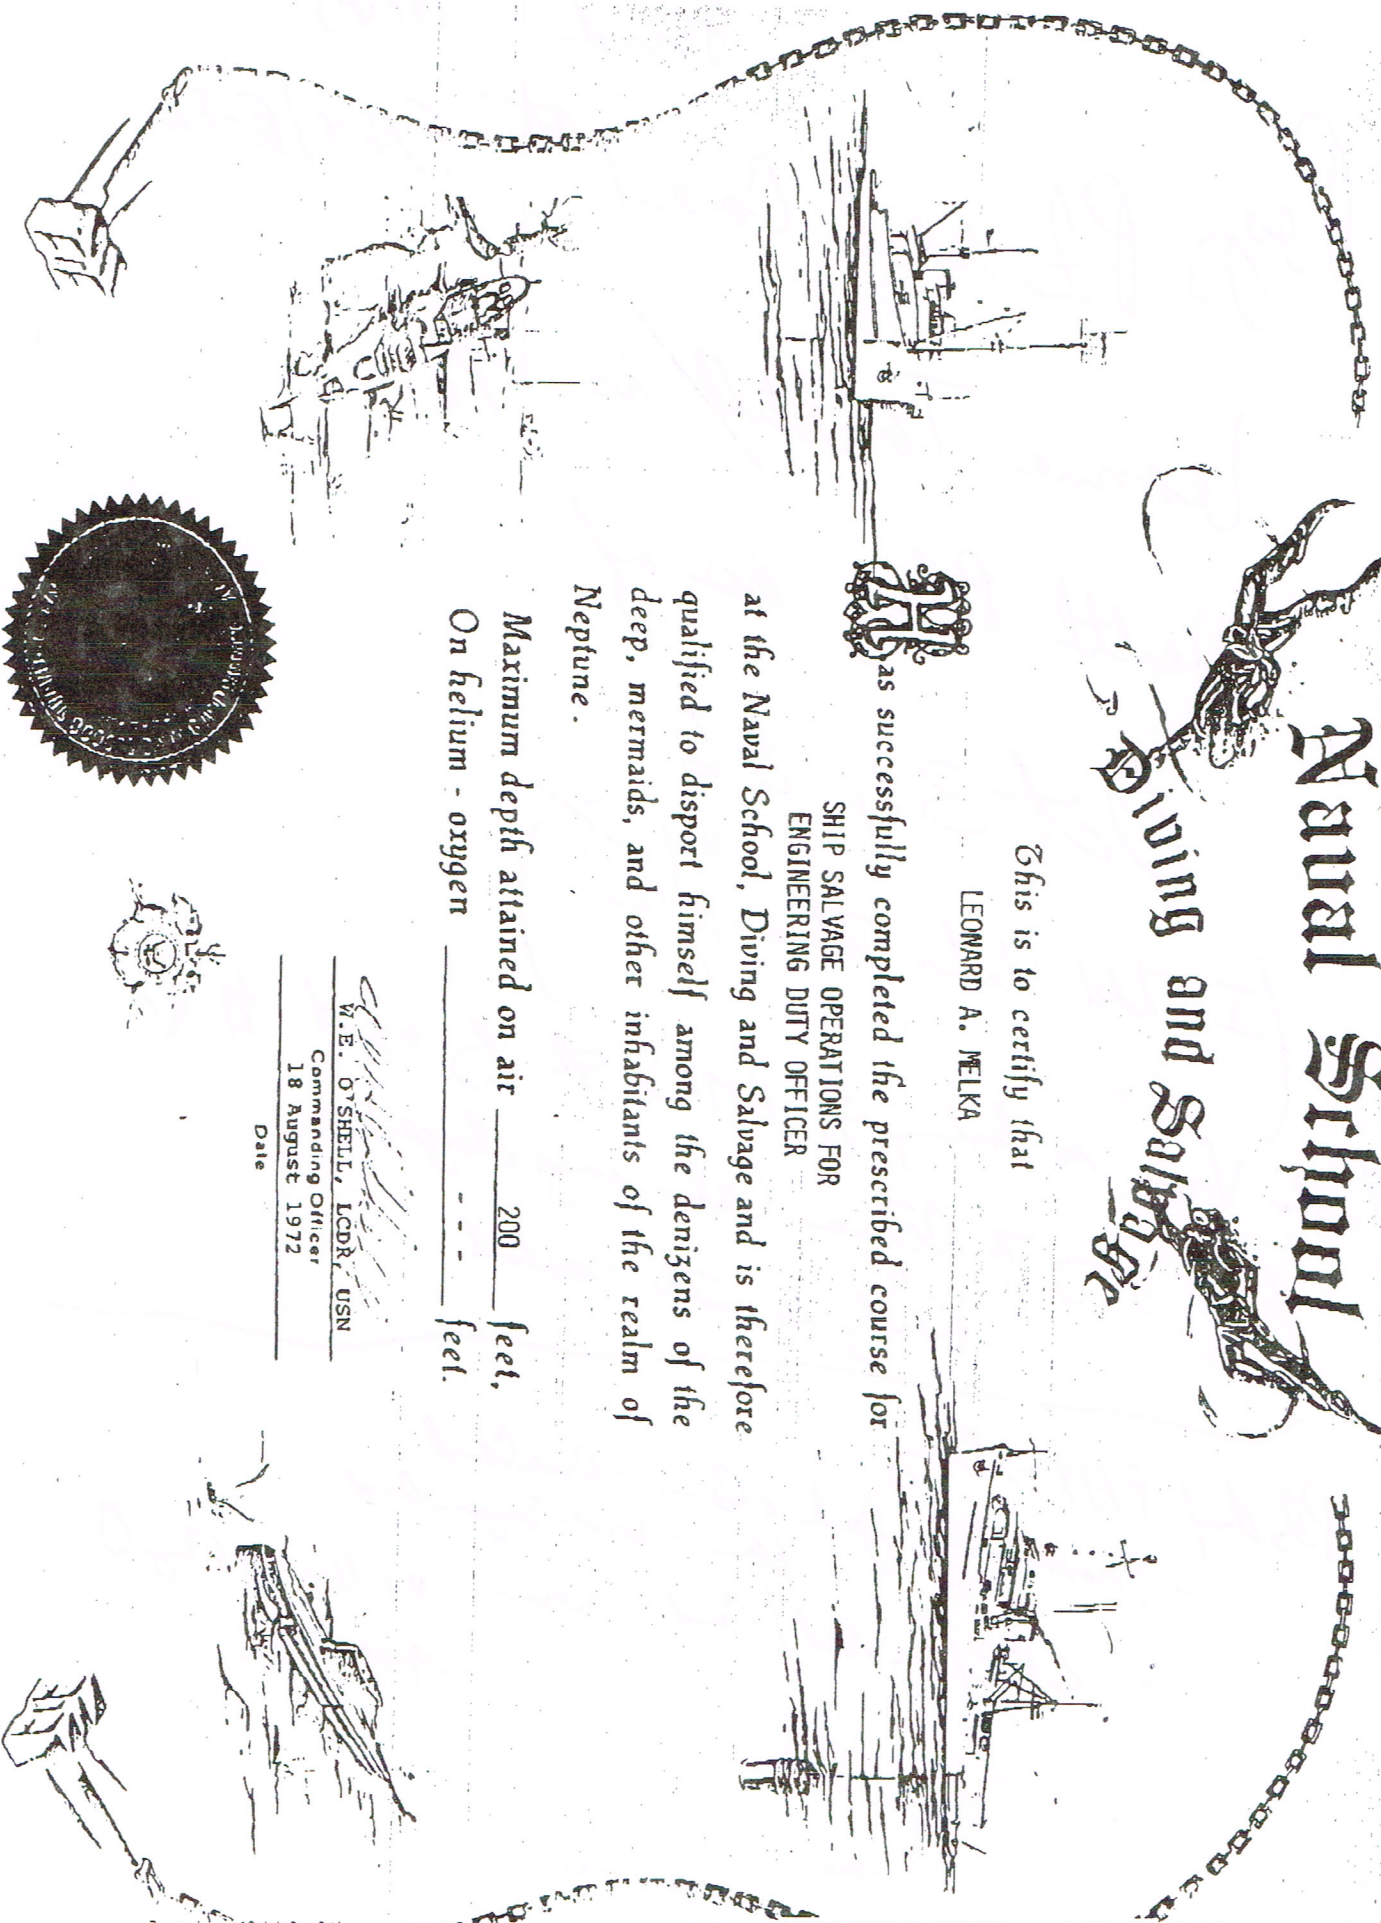 Naval School
Diving and Salvage
This is to certify that
LEONARD A. MELKA
Has successfully completed the prescribed course for
SHIP SALVAGE OPERATIONS FOR
ENGINEERING DUTY OFFICER
at the Naval School, Diving and Salvage and is therefore
qualified to disport himself among the denizens of the
deep, mermaids, and other inhabitants of the realm of
Neptune.
Maximum depth attained on air 200 feet,
On helium - oxygen - - - feet.
W.E. O'SHELL, LCDR, USN
Commanding Officer
18 August 1972
Date